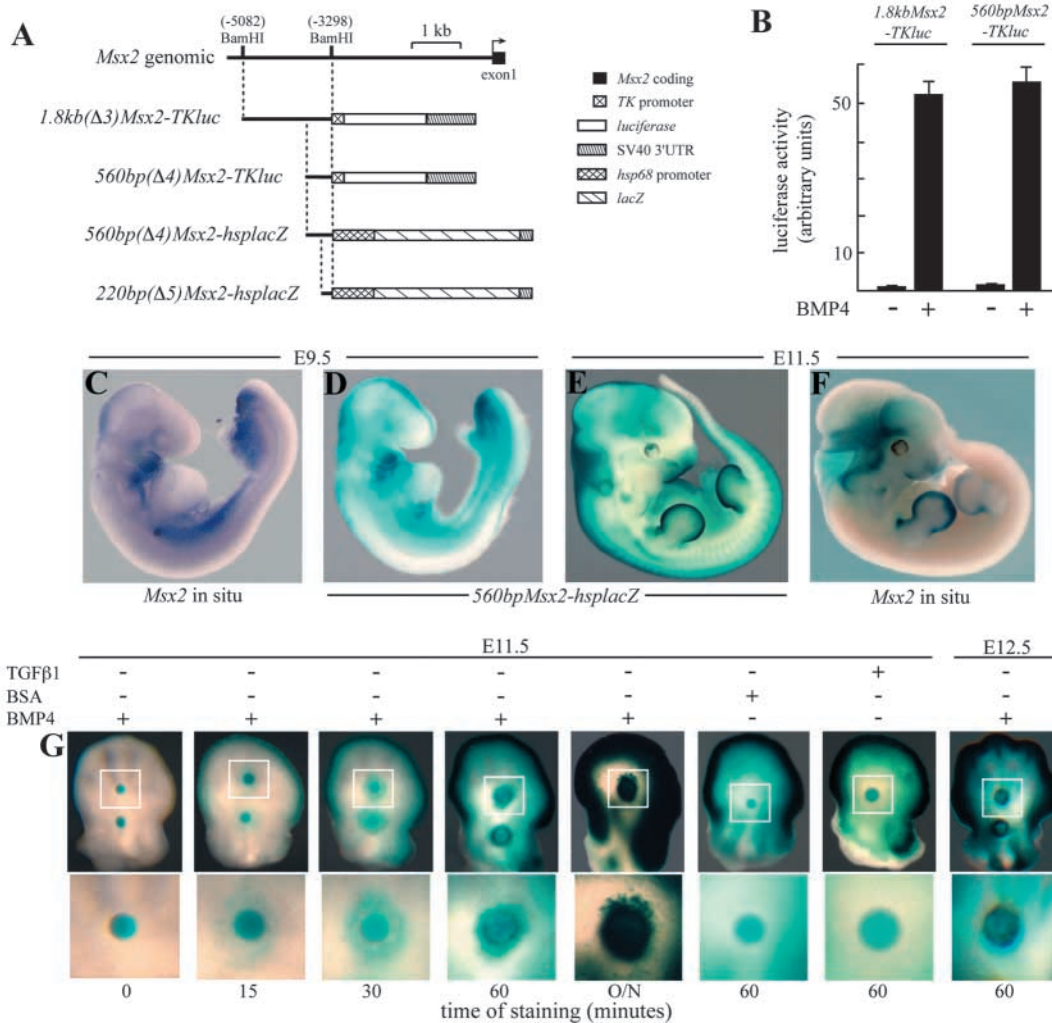 A
(-5082)
BamHI
(-3298)
BamHI
1 kb
Msx2 genomic
exon1
1.8kb(Δ3)Msx2-TKluc
560bp(Δ4)Msx2-TKluc
560bp(Δ4)Msx2-hsplacZ
220bp(Δ5)Msx2-hsplacZ
Msx2 coding
TK promoter
luciferase
SV40 3'UTR
hsp68 promoter
lacZ
B
1.8kbMsx2
-TKluc
560bpMsx2
-TKluc
luciferase activity
(arbitrary units)
50
10
BMP4 - + - +
E9.5
E11.5
C
D
E
F
Msx2 in situ
560bpMsx2-hsplacZ
Msx2 in situ
E11.5
E12.5
TGFβ1 - - - - - - + -
BSA - - - - - + - -
BMP4 + + + + + - - +
G
0 15 30 60 O/N 60 60 60
time of staining (minutes)